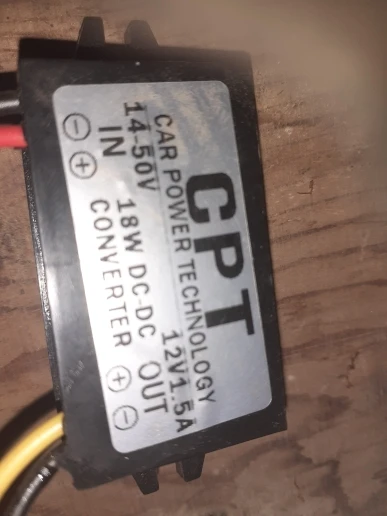 CPT
CAR POWER TECHNOLOGY
14-50V 12V1.5A
IN 18W DC-DC OUT
⊖ ⊕ CONVERTER ⊕ ⊖